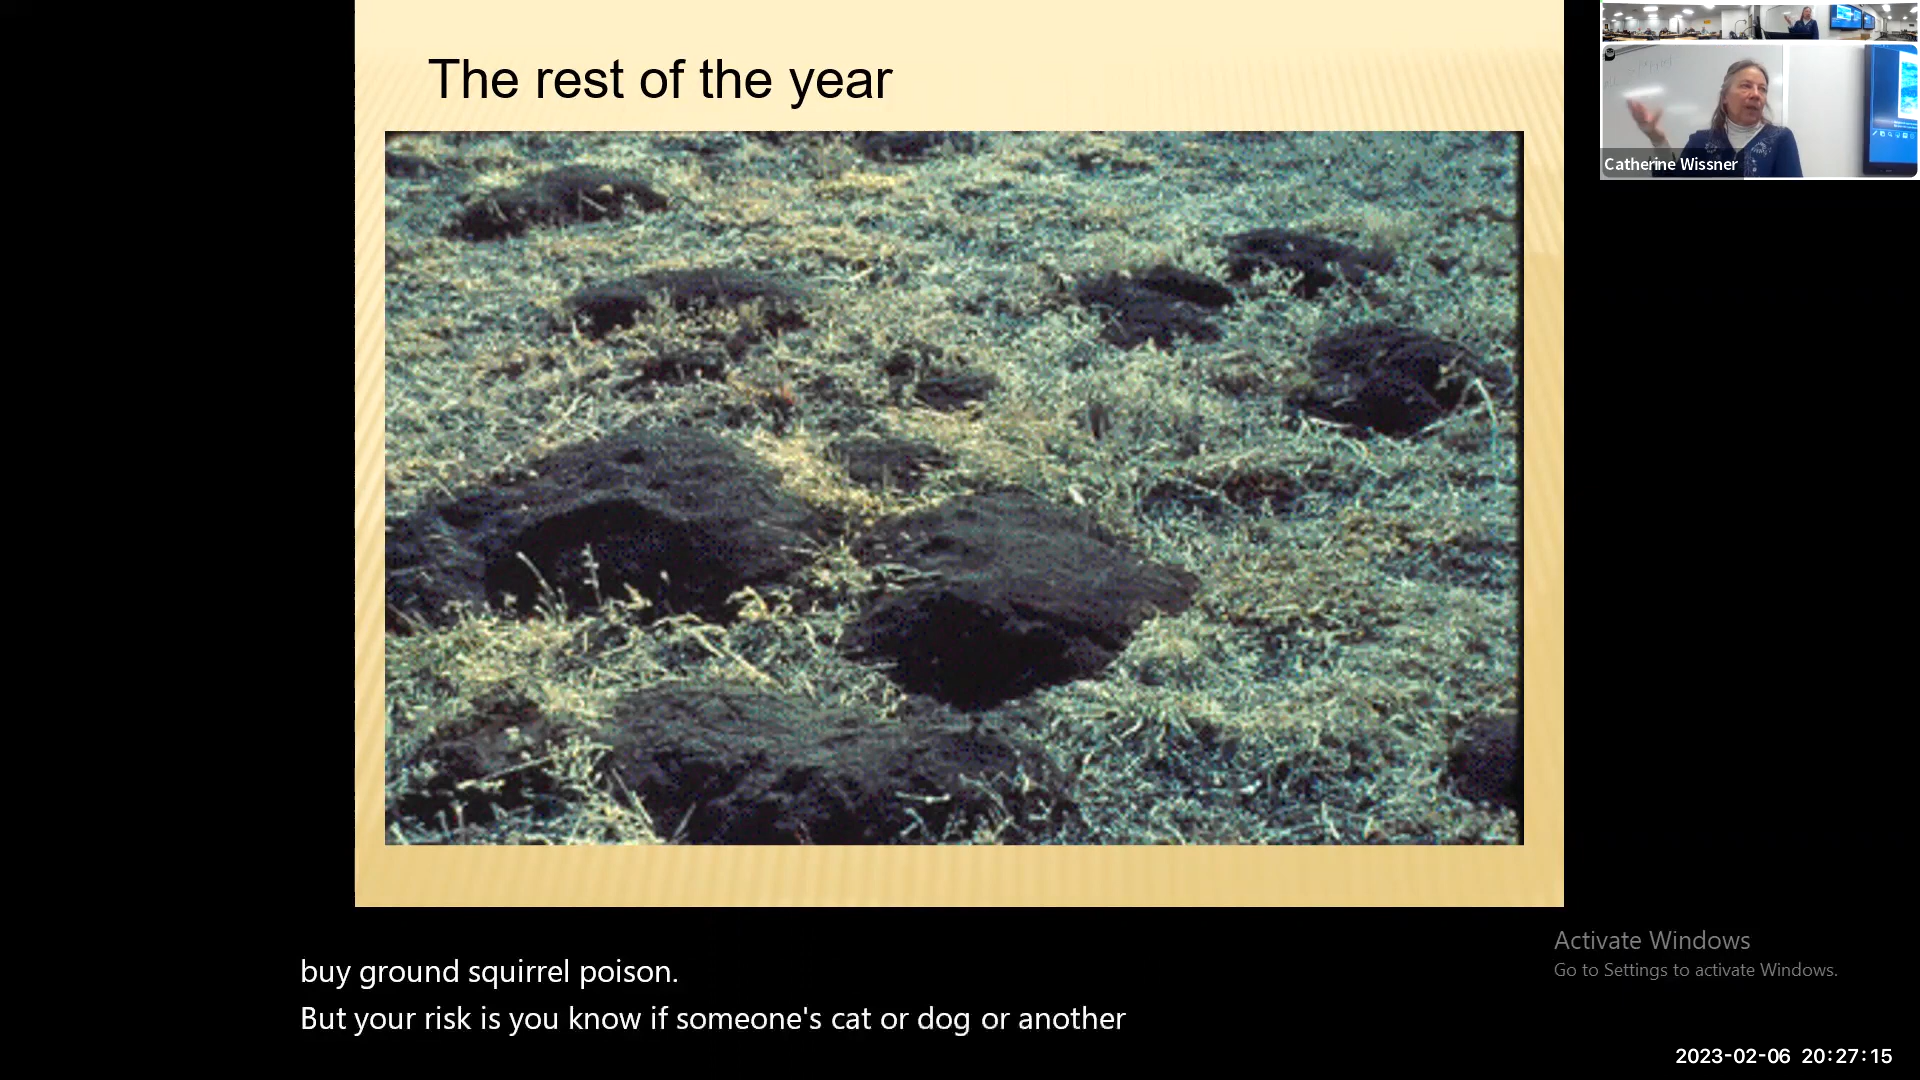 The rest of the year
Catherine Wissner
buy ground squirrel poison.
But your risk is you know if someone's cat or dog or another
Activate Windows
Go to Settings to activate Windows.
2023-02-06 20:27:15